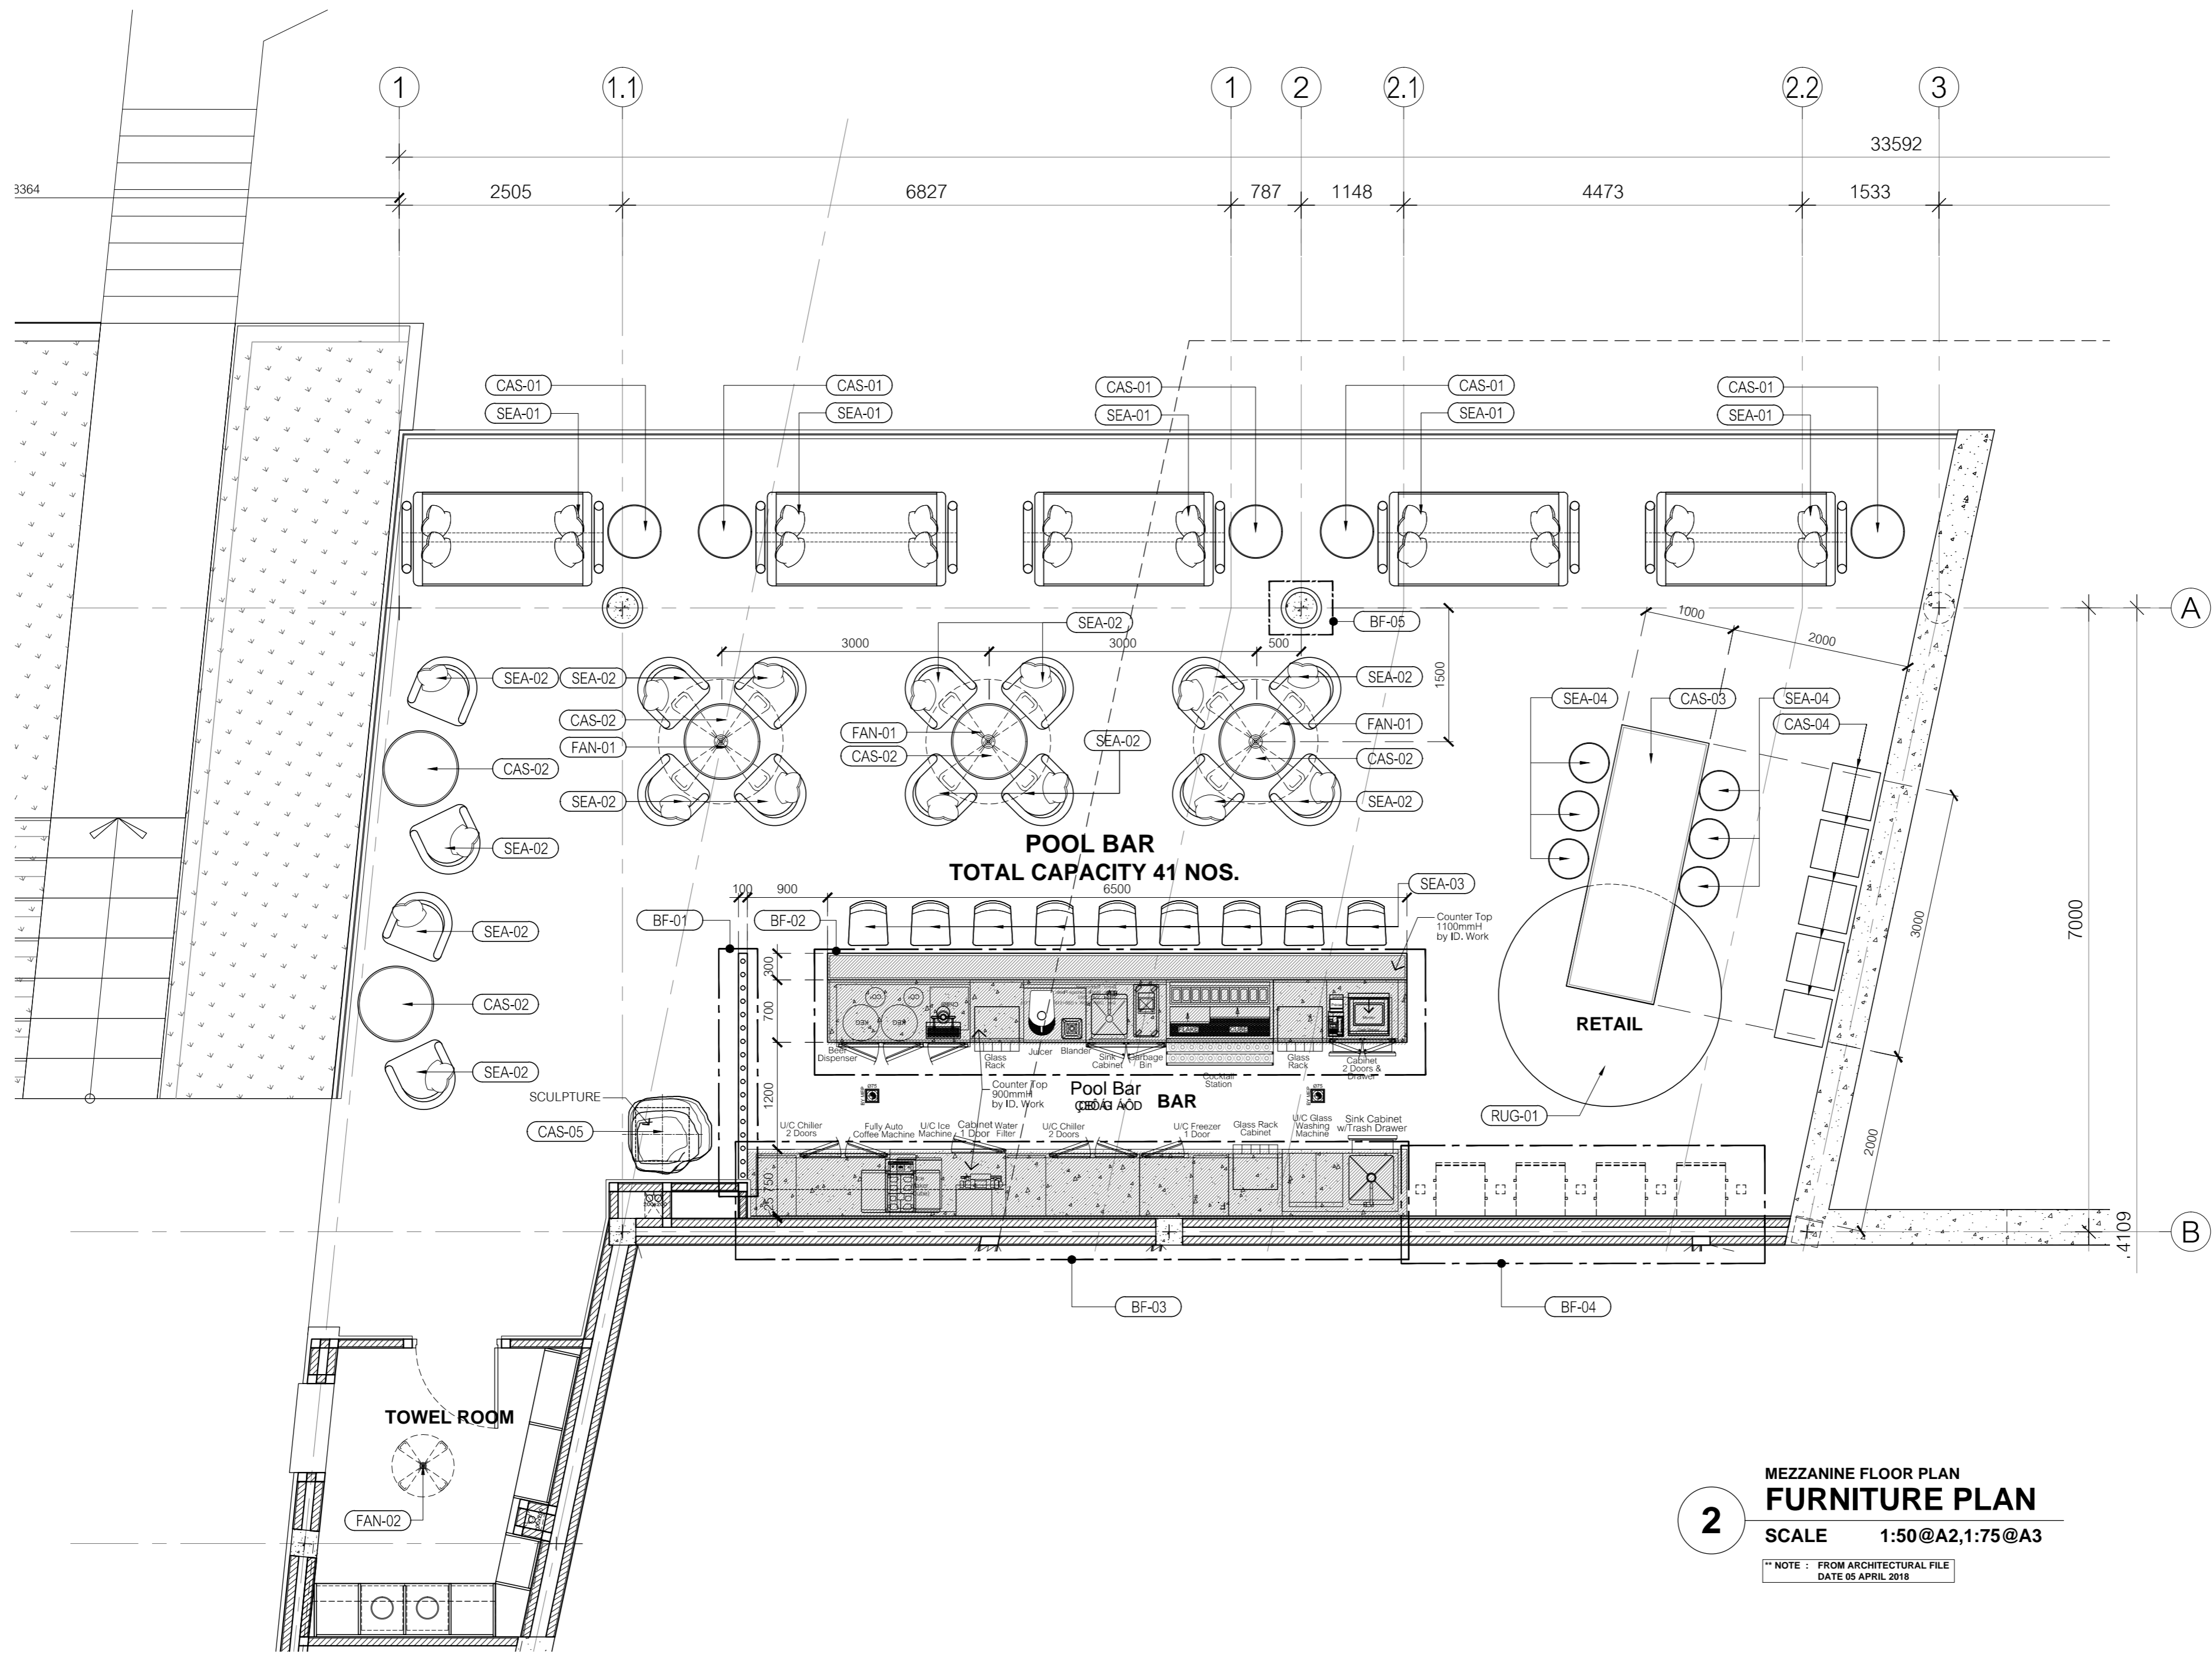 1
1.1
1
2
2.1
2.2
3
33592
3364
2505
6827
787
1148
4473
1533
CAS-01
CAS-01
CAS-01
CAS-01
CAS-01
SEA-01
SEA-01
SEA-01
SEA-01
SEA-01
A
1000
2000
SEA-02
BF-05
3000
3000
500
1500
SEA-02
SEA-02
SEA-02
SEA-04
CAS-03
SEA-04
CAS-02
FAN-01
CAS-04
FAN-01
SEA-02
FAN-01
CAS-02
CAS-02
CAS-02
SEA-02
SEA-02
SEA-02
POOL BAR
TOTAL CAPACITY 41 NOS.
100
900
6500
SEA-03
BF-01
BF-02
Counter Top
1100mmH
by ID. Work
SEA-02
3000
7000
300
700
1200
CAS-02
KEG
KEG
FLAKE
CUBE
RETAIL
Beer
Dispenser
Glass
Rack
Juicer
Blander
Sink
Cabinet
Garbage
Bin
Cocktail
Station
Glass
Rack
Cabinet
2 Doors &
Drawer
SEA-02
Counter Top
900mmH
by ID. Work
Pool Bar
BAR
SCULPTURE
CAS-05
RUG-01
2000
U/C Chiller
2 Doors
Fully Auto
Coffee Machine
U/C Ice
Machine
Cabinet
1 Door
Water
Filter
U/C Chiller
2 Doors
U/C Freezer
1 Door
Glass Rack
Cabinet
U/C Glass
Washing
Machine
Sink Cabinet
w/Trash Drawer
750
25
4109
B
BF-03
BF-04
TOWEL ROOM
FAN-02
2
MEZZANINE FLOOR PLAN
FURNITURE PLAN
SCALE 1:50@A2,1:75@A3
** NOTE : FROM ARCHITECTURAL FILE
DATE 05 APRIL 2018